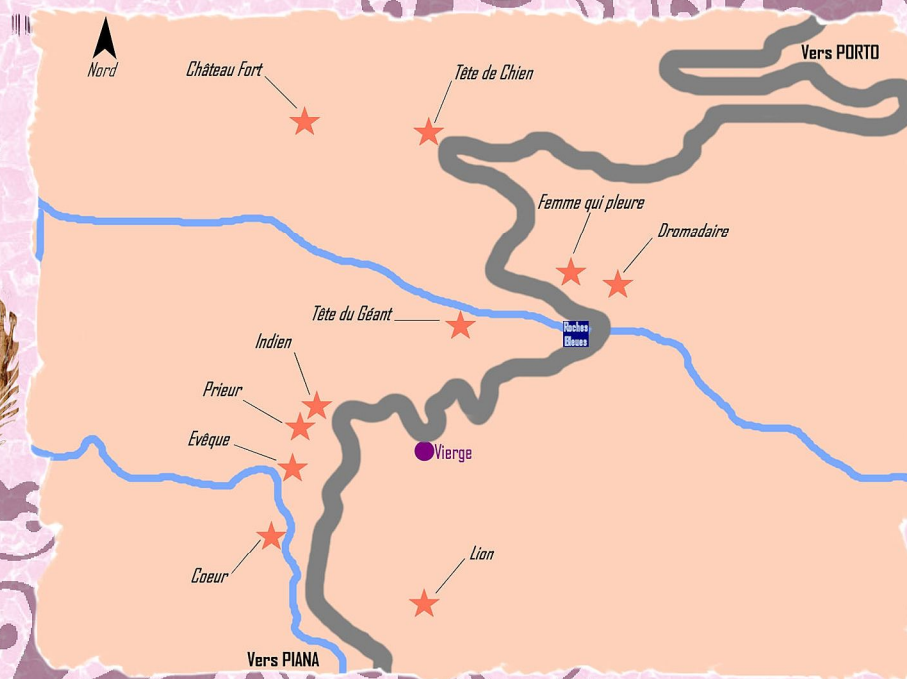 Vers PORTO
Nord
Château Fort
Tête de Chien
Femme qui pleure
Dromadaire
Tête du Géant
Roches
Bleues
Indien
Prieur
Evêque
Vierge
Coeur
Lion
Vers PIANA